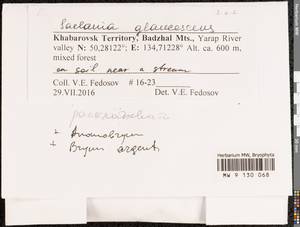 Saelania glaucescens
Khabarovsk Territory, Badzhal Mts., Yarap River
valley N: 50,28122°; E: 134,71228° Alt. ca. 600 m,
mixed forest
on soil near a stream
Coll. V.E. Fedosov # 16-23
29.VII.2016 Det. V.E. Fedosov
+ Anomobryum
+ Bryum argent.
Herbarium MW, Bryophyta
MW 9 130 068